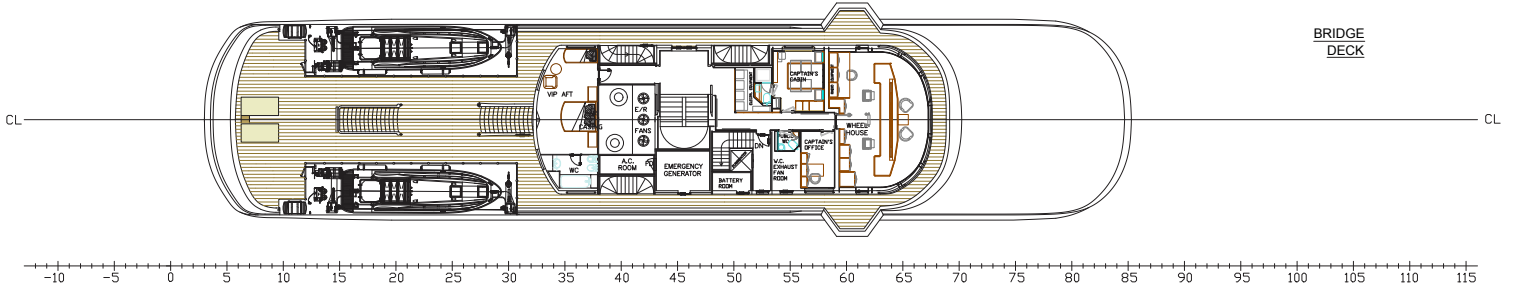 BRIDGE
DECK
CL
CL
VIP AFT
CASING
WC
E/R
FANS
A.C.
ROOM
EMERGENCY
GENERATOR
BATTERY
ROOM
DN
W.C.
EXHAUST
FAN
ROOM
CAPTAIN'S
CABIN
CAPTAIN'S
OFFICE
WHEEL
HOUSE
-10 -5 0 5 10 15 20 25 30 35 40 45 50 55 60 65 70 75 80 85 90 95 100 105 110 115